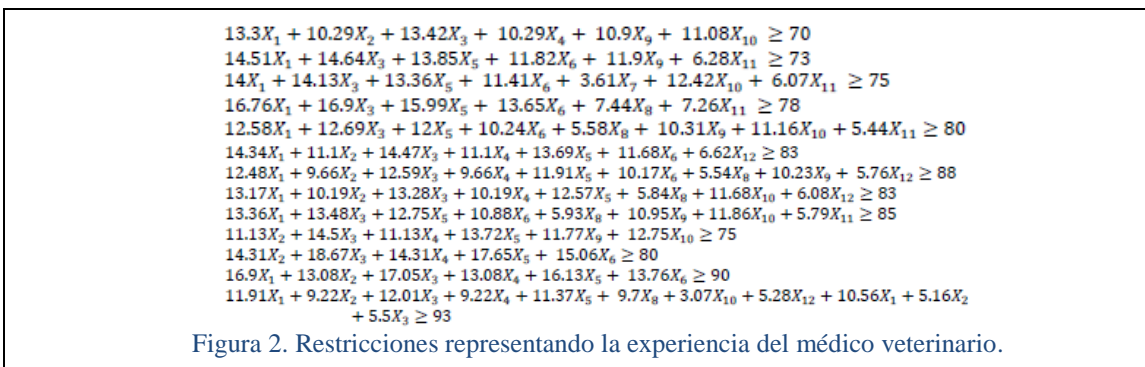 13.3X₁ + 10.29X₂ + 13.42X₃ + 10.29X₄ + 10.9X₉ + 11.08X₁₀ ≥ 70
14.51X₁ + 14.64X₃ + 13.85X₅ + 11.82X₆ + 11.9X₉ + 6.28X₁₁ ≥ 73
14X₁ + 14.13X₃ + 13.36X₅ + 11.41X₆ + 3.61X₇ + 12.42X₁₀ + 6.07X₁₁ ≥ 75
16.76X₁ + 16.9X₃ + 15.99X₅ + 13.65X₆ + 7.44X₈ + 7.26X₁₁ ≥ 78
12.58X₁ + 12.69X₃ + 12X₅ + 10.24X₆ + 5.58X₈ + 10.31X₉ + 11.16X₁₀ + 5.44X₁₁ ≥ 80
14.34X₁ + 11.1X₂ + 14.47X₃ + 11.1X₄ + 13.69X₅ + 11.68X₆ + 6.62X₁₂ ≥ 83
12.48X₁ + 9.66X₂ + 12.59X₃ + 9.66X₄ + 11.91X₅ + 10.17X₆ + 5.54X₈ + 10.23X₉ + 5.76X₁₂ ≥ 88
13.17X₁ + 10.19X₂ + 13.28X₃ + 10.19X₄ + 12.57X₅ + 5.84X₈ + 11.68X₁₀ + 6.08X₁₂ ≥ 83
13.36X₁ + 13.48X₃ + 12.75X₅ + 10.88X₆ + 5.93X₈ + 10.95X₉ + 11.86X₁₀ + 5.79X₁₁ ≥ 85
11.13X₂ + 14.5X₃ + 11.13X₄ + 13.72X₅ + 11.77X₉ + 12.75X₁₀ ≥ 75
14.31X₂ + 18.67X₃ + 14.31X₄ + 17.65X₅ + 15.06X₆ ≥ 80
16.9X₁ + 13.08X₂ + 17.05X₃ + 13.08X₄ + 16.13X₅ + 13.76X₆ ≥ 90
11.91X₁ + 9.22X₂ + 12.01X₃ + 9.22X₄ + 11.37X₅ + 9.7X₈ + 3.07X₁₀ + 5.28X₁₂ + 10.56X₁ + 5.16X₂
+ 5.5X₃ ≥ 93
Figura 2. Restricciones representando la experiencia del médico veterinario.